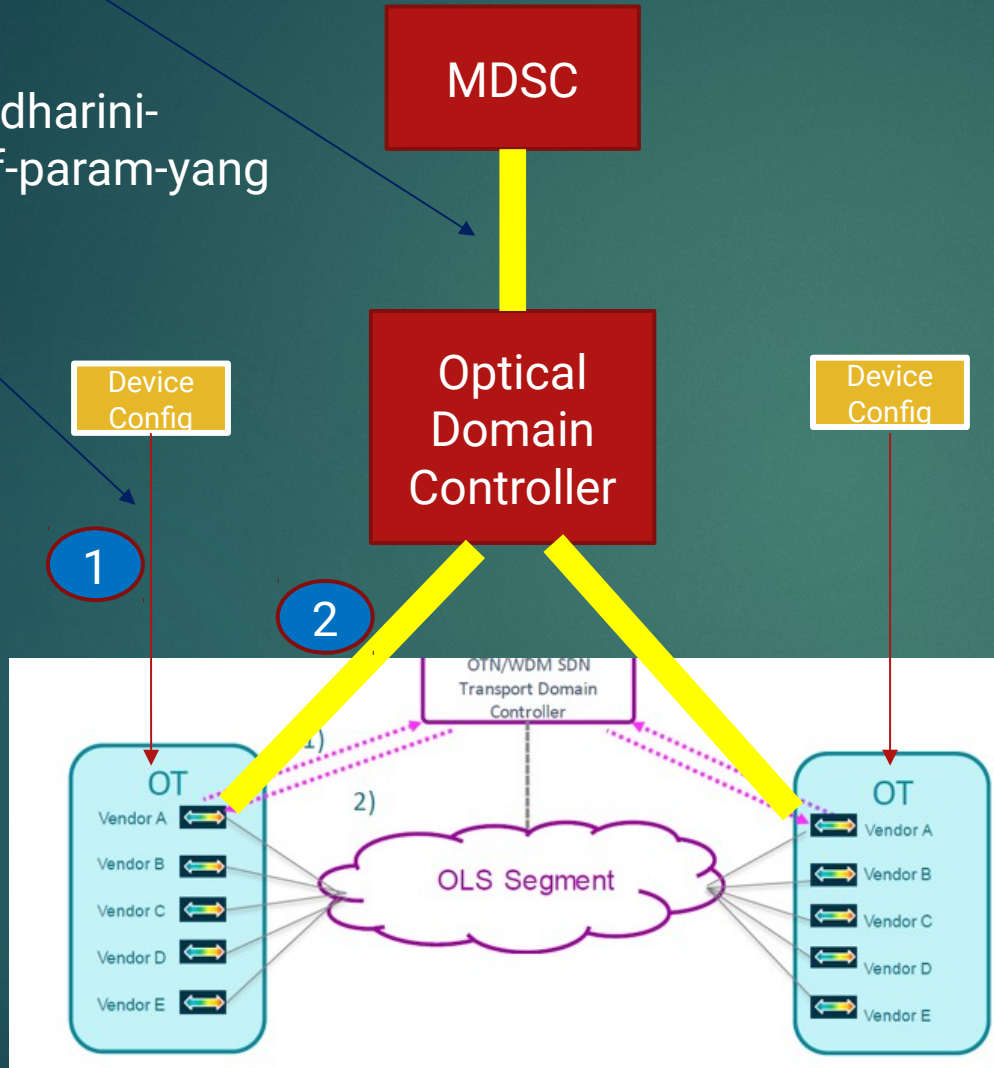 MDSC
dharini-
f-param-yang
Device
Config
Optical
Domain
Controller
Device
Config
1
2
OTN/WDM SDN
Transport Domain
Controller
1)
2)
OT
Vendor A
Vendor B
Vendor C
Vendor D
Vendor E
OLS Segment
OT
Vendor A
Vendor B
Vendor C
Vendor D
Vendor E